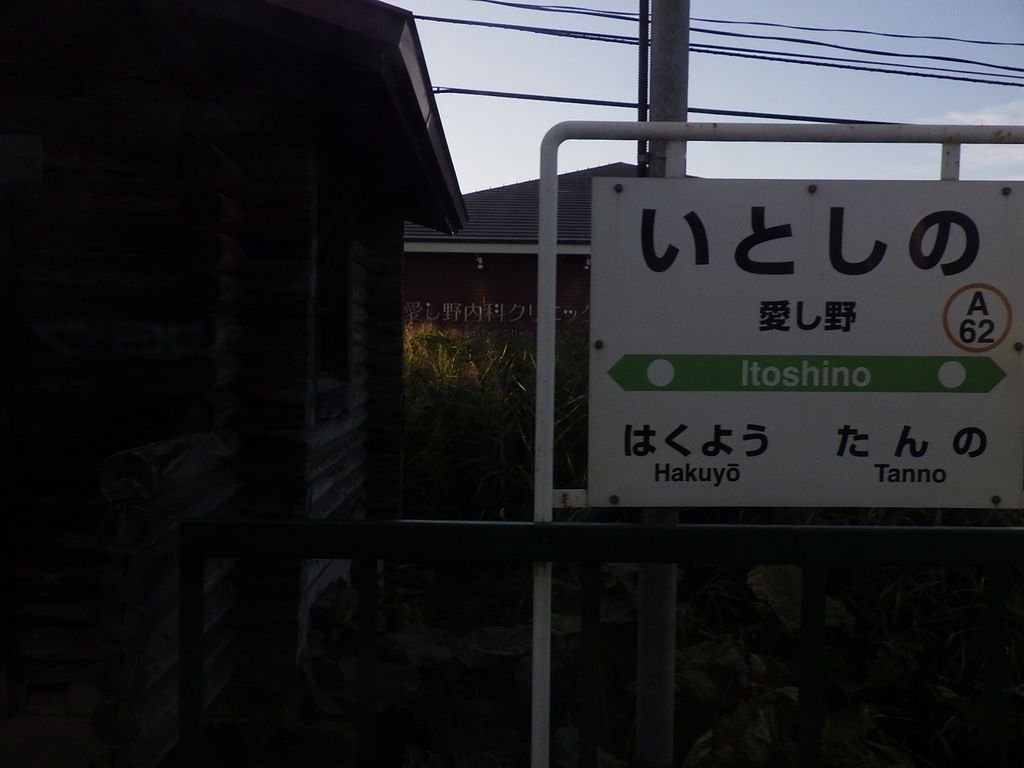 いとしの
愛し野
A
62
Itoshino
はくよう
たんの
Hakuyō
Tanno
愛し野内科クリニック